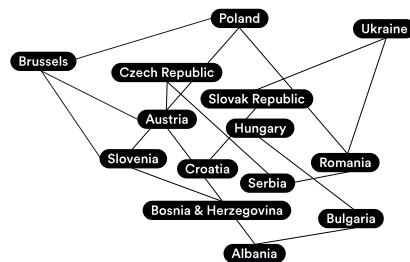 Poland
Ukraine
Brussels
Czech Republic
Slovak Republic
Austria
Hungary
Slovenia
Croatia
Romania
Serbia
Bosnia & Herzegovina
Bulgaria
Albania